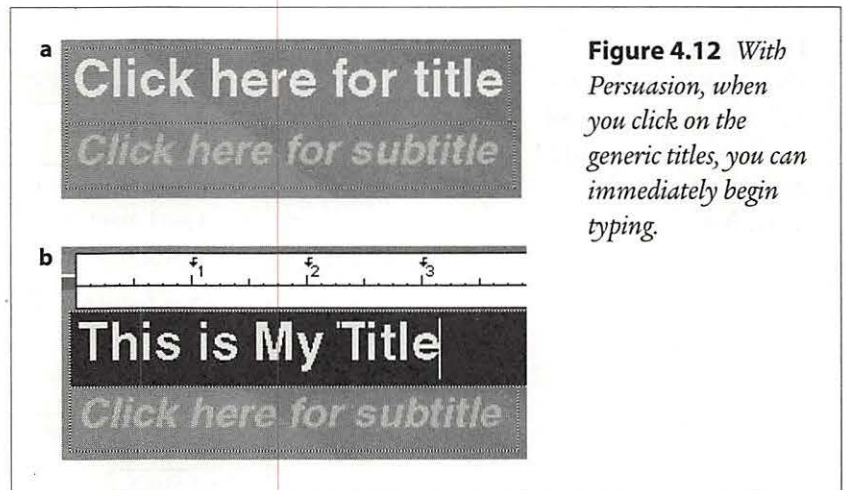 a
Click here for title
Click here for subtitle
Figure 4.12 With
Persuasion, when
you click on the
generic titles, you can
immediately begin
typing.
b
1 2 3
This is My Title
Click here for subtitle